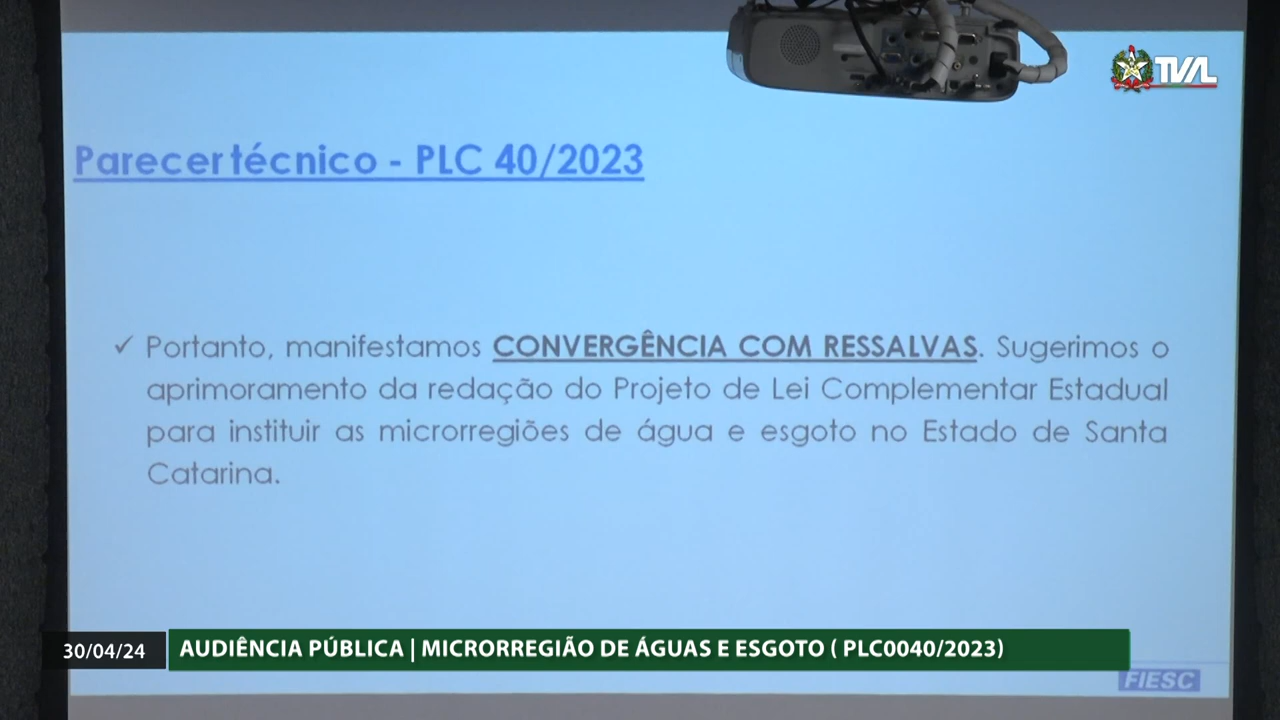 TVAL
Parecer técnico - PLC 40/2023
✓ Portanto, manifestamos CONVERGÊNCIA COM RESSALVAS. Sugerimos o
aprimoramento da redação do Projeto de Lei Complementar Estadual
para instituir as microrregiões de água e esgoto no Estado de Santa
Catarina.
30/04/24
AUDIÊNCIA PÚBLICA | MICRORREGIÃO DE ÁGUAS E ESGOTO ( PLC0040/2023)
FIESC